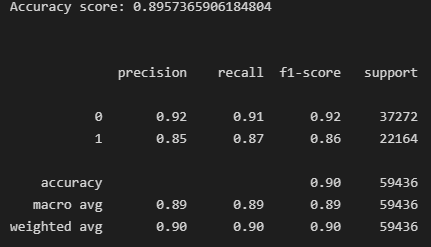 Accuracy score: 0.8957365906184804
precision recall f1-score support
0 0.92 0.91 0.92 37272
1 0.85 0.87 0.86 22164
accuracy 0.90 59436
macro avg 0.89 0.89 0.89 59436
weighted avg 0.90 0.90 0.90 59436